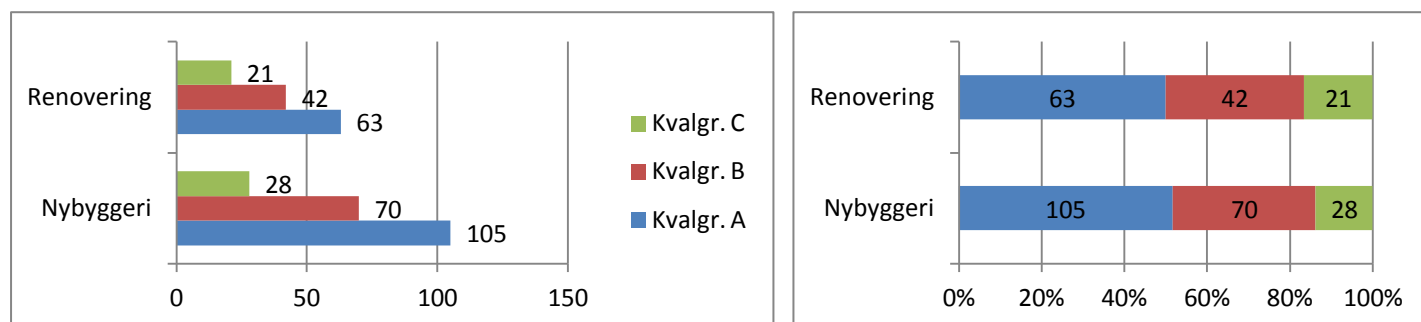 Renovering
21
42
63
Nybyggeri
28
70
105
0 50 100 150
Kvalgr. C
Kvalgr. B
Kvalgr. A
Renovering
63 42 21
Nybyggeri
105 70 28
0% 20% 40% 60% 80% 100%